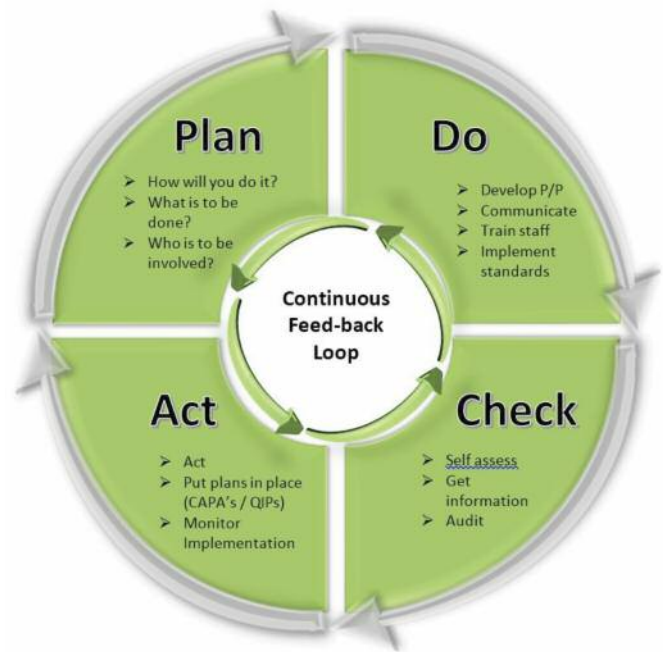 Plan
➢ How will you do it?
➢ What is to be
done?
➢ Who is to be
involved?
Do
➢ Develop P/P
➢ Communicate
➢ Train staff
➢ Implement
standards
Continuous
Feed-back
Loop
Act
➢ Act
➢ Put plans in place
(CAPA's / QIPs)
➢ Monitor
Implementation
Check
➢ Self assess
➢ Get
information
➢ Audit